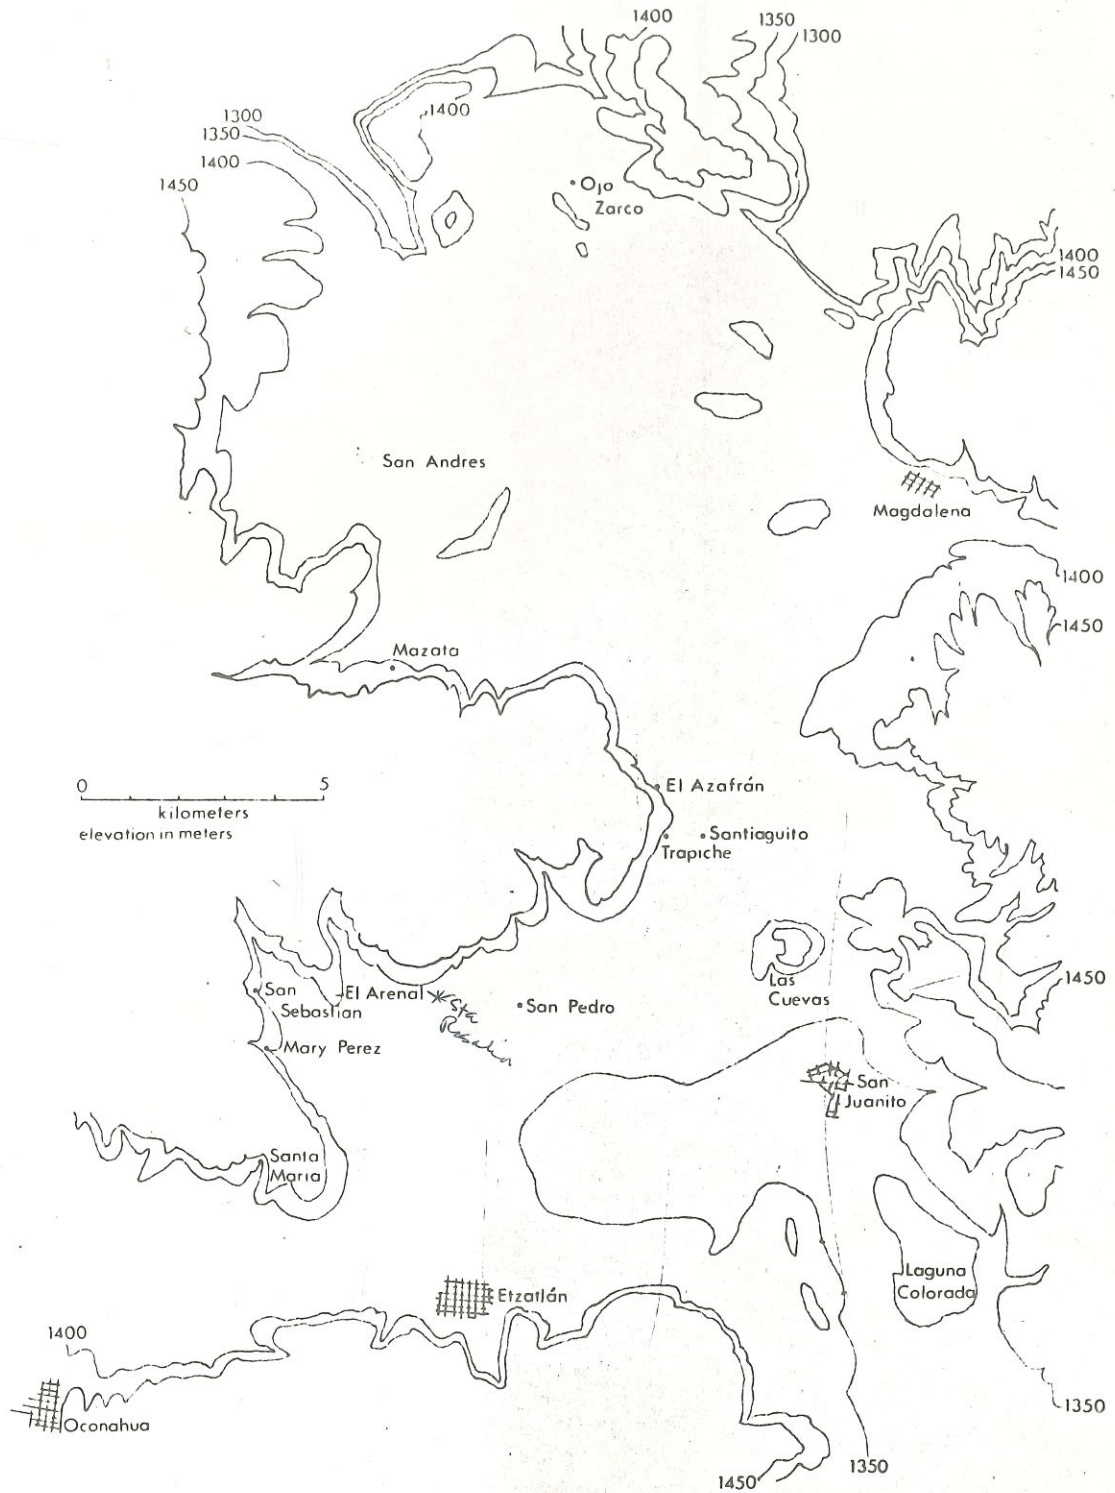 1400
1350
1300
1400
1300
1350
1400
1450
Ojo
Zarco
1400
1450
San Andres
Magdalena
1400
1450
Mazata
0 5
kilometers
elevation in meters
El Azafrán
Santiaguito
Trapiche
Las
Cuevas
1450
San
Sebastian
El Arenal
Sta
Rosalia
San Pedro
Mary Perez
San
Juanito
Santa
Maria
Laguna
Colorada
Etzatlán
1400
Oconahua
1350
1350
1450